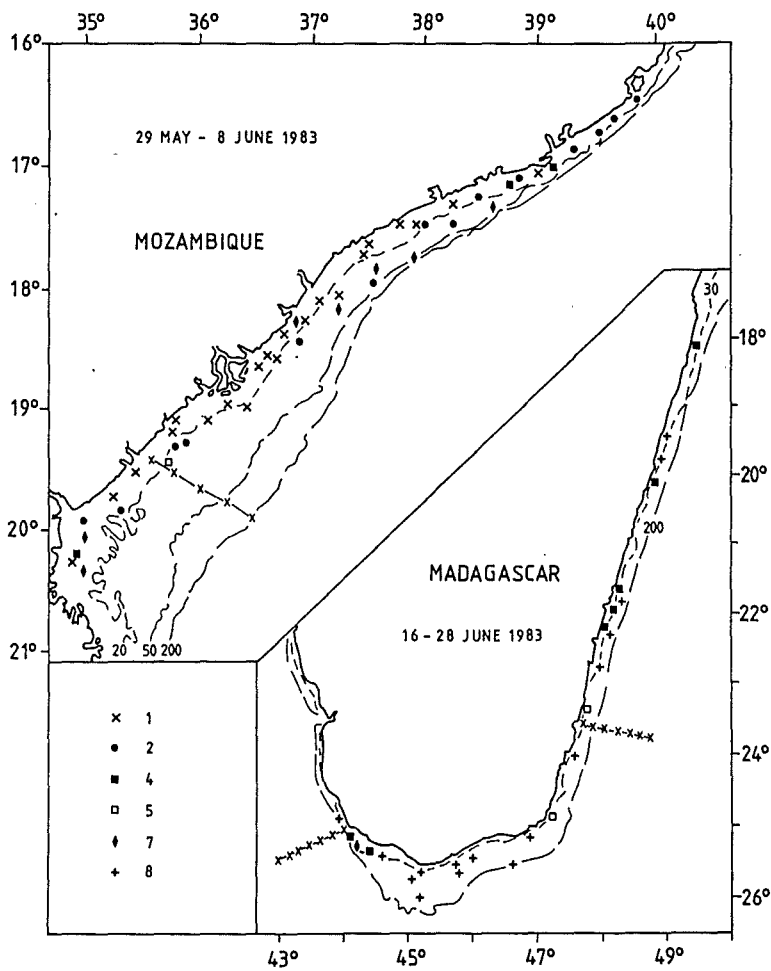 35° 36° 37° 38° 39° 40°
16°
29 MAY - 8 JUNE 1983
17°
MOZAMBIQUE
18°
30
18°
19°
20°
20°
200
MADAGASCAR
16-28 JUNE 1983
22°
20 50 200
21°
× 1
● 2
■ 4
□ 5
♦ 7
+ 8
24°
26°
43° 45° 47° 49°